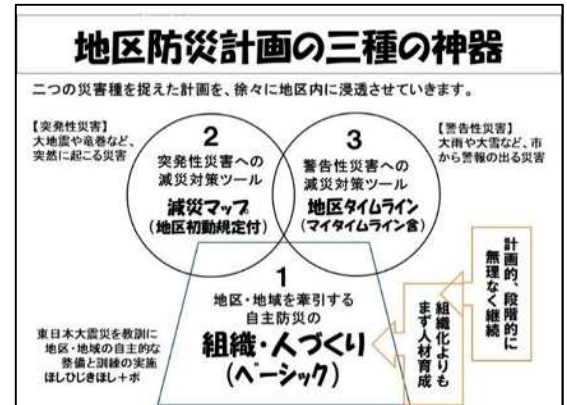 地区防災計画の三種の神器
二つの災害種を捉えた計画を、徐々に地区内に浸透させていきます。
【突発性災害】
大地震や竜巻など、
突然に起こる災害
2
突発性災害への
減災対策ツール
減災マップ
(地区初動規定付)
3
警告性災害への
減災対策ツール
地区タイムライン
(マイタイムライン含)
【警告性災害】
大雨や大雪など、市
から警報の出る災害
1
地区・地域を牽引する
自主防災の
組織・人づくり
(ベーシック)
東日本大震災を教訓に
地区・地域の自主的な
整備と訓練の実施
ほしひじきほし＋ボ
計画的、段階的に
無理なく継続
組織化よりも
まず人材育成